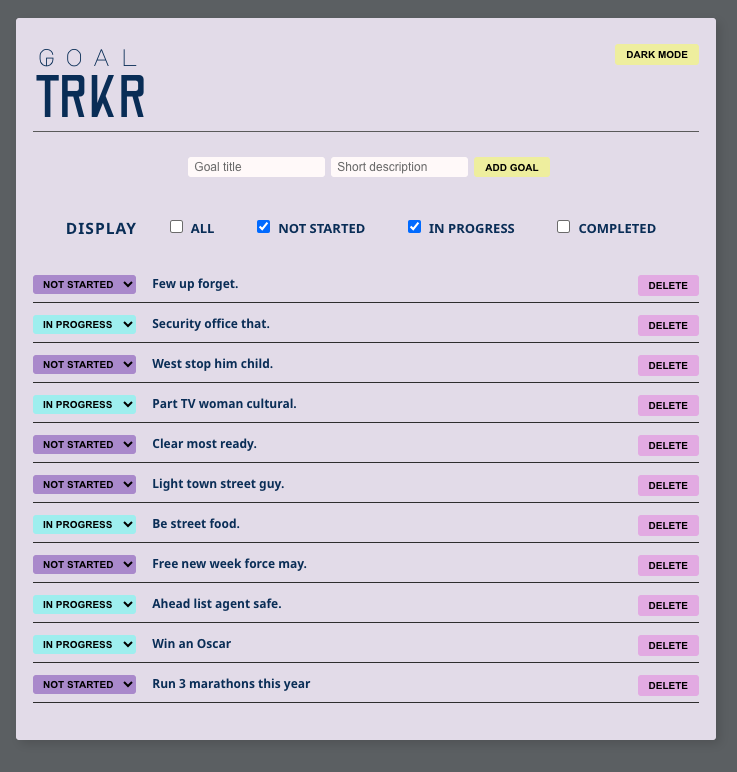 GOAL
TRKR
DARK MODE
Goal title Short description ADD GOAL
DISPLAY ALL NOT STARTED IN PROGRESS COMPLETED
NOT STARTED Few up forget. DELETE
IN PROGRESS Security office that. DELETE
NOT STARTED West stop him child. DELETE
IN PROGRESS Part TV woman cultural. DELETE
NOT STARTED Clear most ready. DELETE
NOT STARTED Light town street guy. DELETE
IN PROGRESS Be street food. DELETE
NOT STARTED Free new week force may. DELETE
IN PROGRESS Ahead list agent safe. DELETE
IN PROGRESS Win an Oscar DELETE
NOT STARTED Run 3 marathons this year DELETE